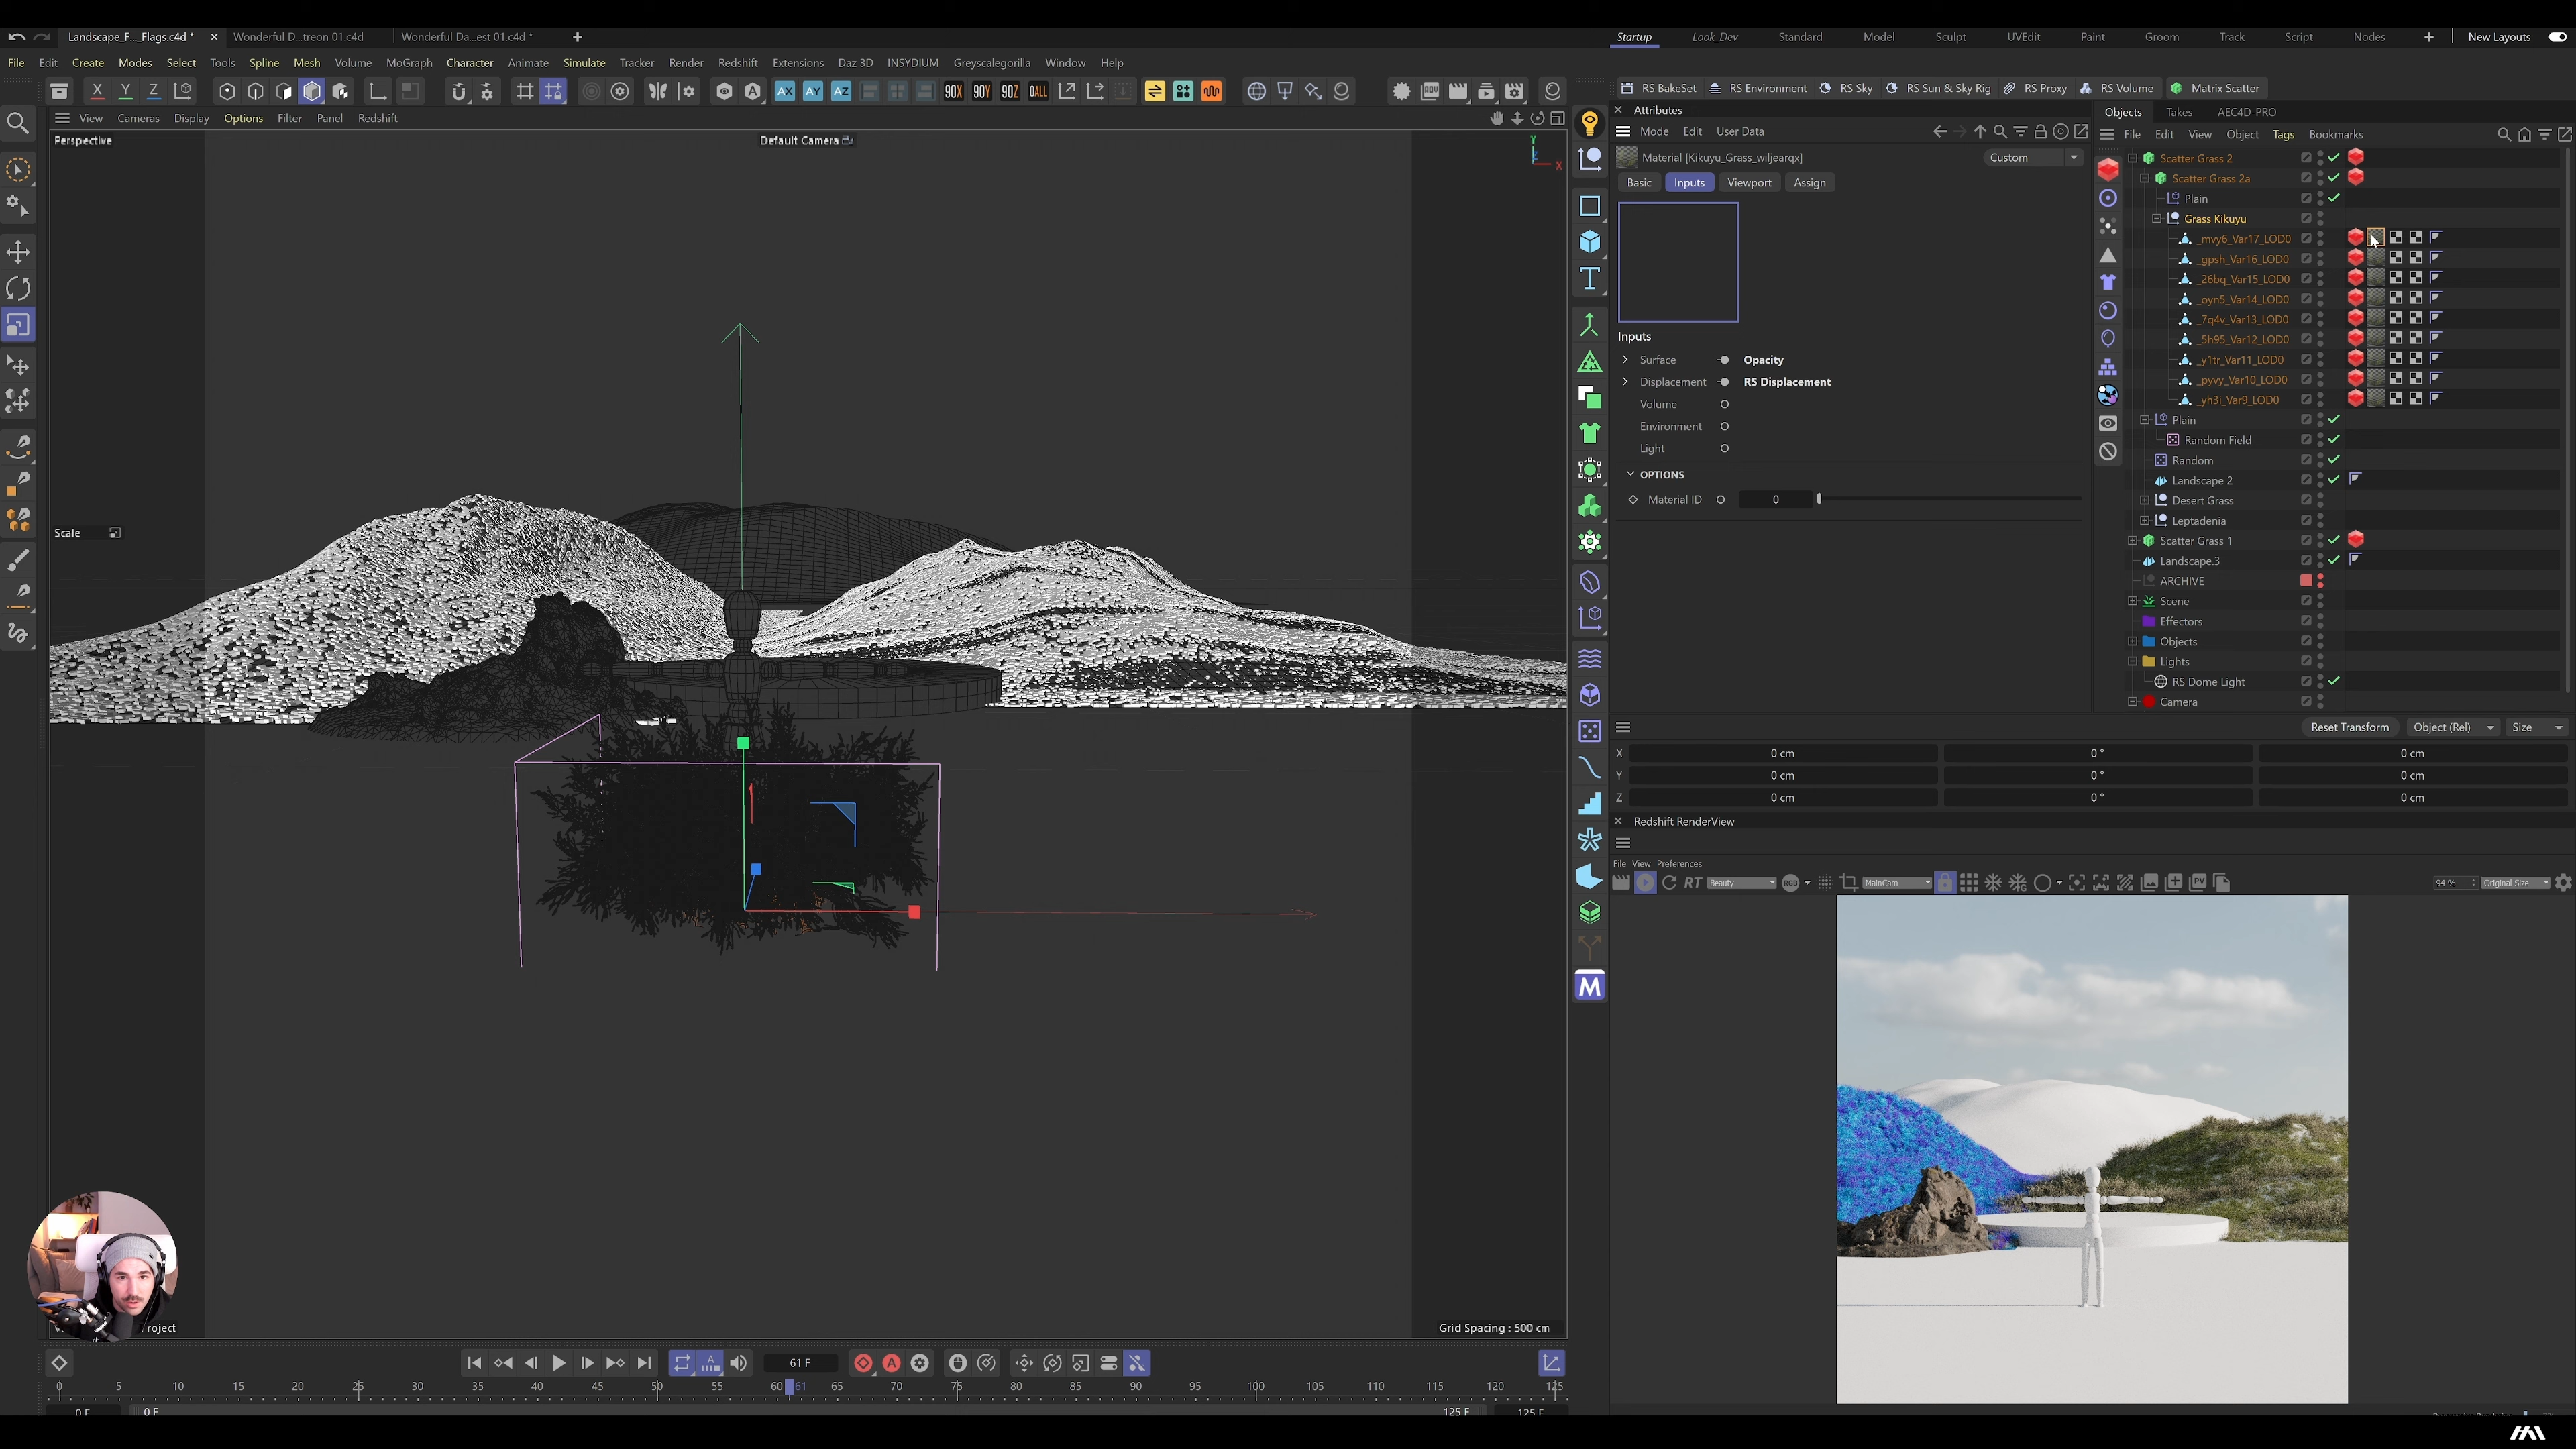 Landscape_F..._Flags.c4d *
Wonderful D...treon 01.c4d
Wonderful Da...est 01.c4d *
Startup
Look_Dev
Standard
Model
Sculpt
UVEdit
Paint
Groom
Track
Script
Nodes
New Layouts
File Edit Create Modes Select Tools Spline Mesh Volume MoGraph Character Animate Simulate Tracker Render Redshift Extensions Daz 3D INSYDIUM Greyscalegorilla Window Help
X Y Z
AX AY AZ
90X 90Y 90Z 0ALL
RS BakeSet
RS Environment
RS Sky
RS Sun & Sky Rig
RS Proxy
RS Volume
Matrix Scatter
View Cameras Display Options Filter Panel Redshift
Perspective
Default Camera
Y
Z
X
Scale
Grid Spacing : 500 cm
roject
Attributes
Mode Edit User Data
Material [Kikuyu_Grass_wiljearqx]
Custom
Basic Inputs Viewport Assign
Inputs
Surface
Opacity
Displacement
RS Displacement
Volume
Environment
Light
OPTIONS
Material ID
0
Objects Takes AEC4D-PRO
File Edit View Object Tags Bookmarks
Scatter Grass 2
Scatter Grass 2a
Plain
Grass Kikuyu
_mvy6_Var17_LOD0
_gpsh_Var16_LOD0
_26bq_Var15_LOD0
_oyn5_Var14_LOD0
_7q4v_Var13_LOD0
_5h95_Var12_LOD0
_y1tr_Var11_LOD0
_pyvy_Var10_LOD0
_yh3i_Var9_LOD0
Plain
Random Field
Random
Landscape 2
Desert Grass
Leptadenia
Scatter Grass 1
Landscape.3
ARCHIVE
Scene
Effectors
Objects
Lights
RS Dome Light
Camera
Reset Transform
Object (Rel)
Size
X 0 cm 0 ° 0 cm
Y 0 cm 0 ° 0 cm
Z 0 cm 0 ° 0 cm
Redshift RenderView
File View Preferences
RT
Beauty
RGB
MainCam
PV
94 %
Original Size
M
61 F
0 5 10 15 20 25 30 35 40 45 50 55 60 61 65 70 75 80 85 90 95 100 105 110 115 120 125
0 F
0 F
125 F
125 F